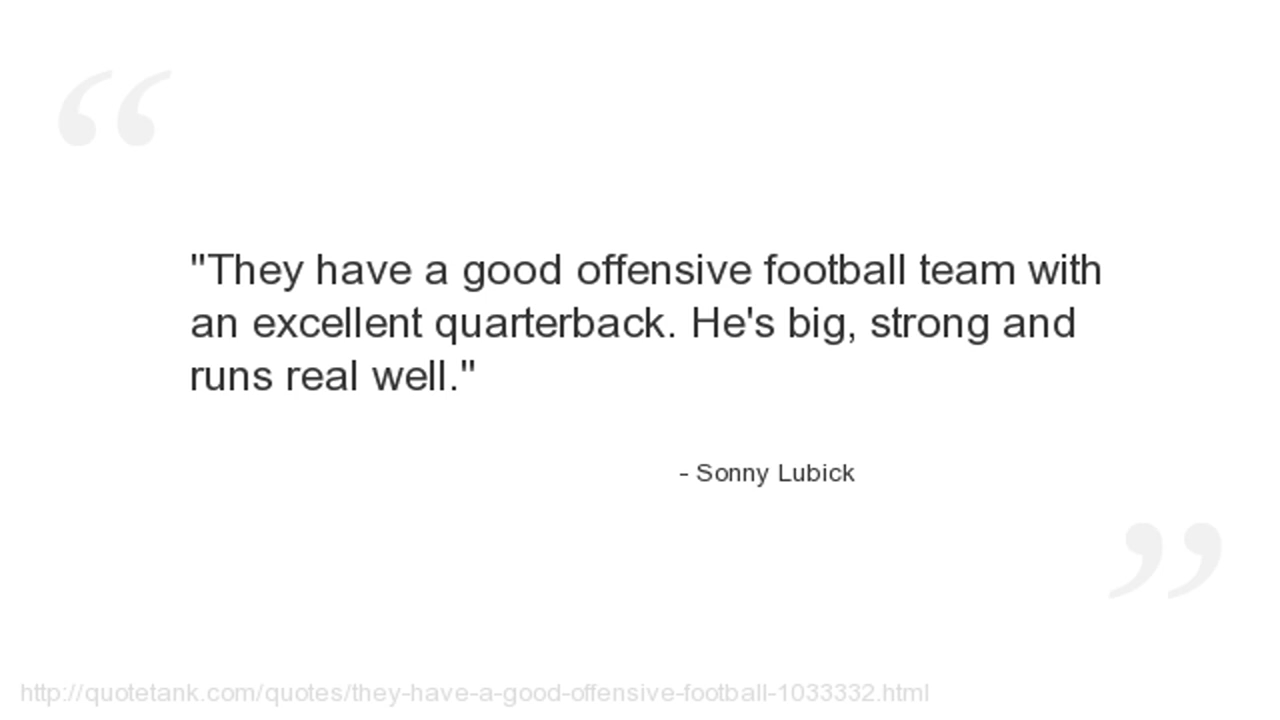 "They have a good offensive football team with
an excellent quarterback. He's big, strong and
runs real well."
- Sonny Lubick
http://quotetank.com/quotes/they-have-a-good-offensive-football-1033332.html